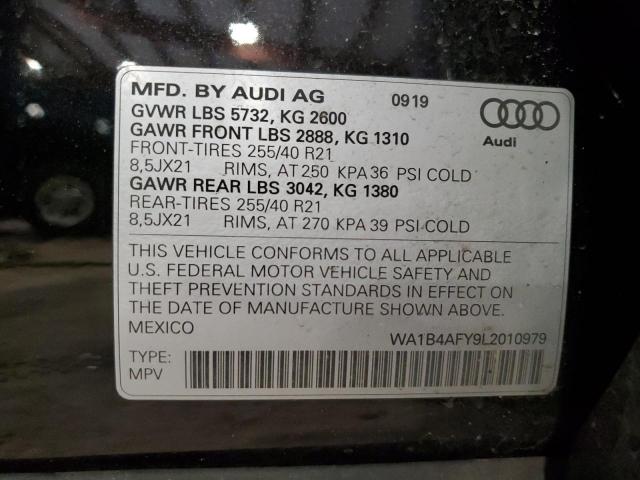 MFD. BY AUDI AG 0919
GVWR LBS 5732, KG 2600
GAWR FRONT LBS 2888, KG 1310
FRONT-TIRES 255/40 R21
8,5JX21 RIMS, AT 250 KPA 36 PSI COLD
GAWR REAR LBS 3042, KG 1380
REAR-TIRES 255/40 R21
8,5JX21 RIMS, AT 270 KPA 39 PSI COLD
Audi
THIS VEHICLE CONFORMS TO ALL APPLICABLE
U.S. FEDERAL MOTOR VEHICLE SAFETY AND
THEFT PREVENTION STANDARDS IN EFFECT ON
THE DATE OF MANUFACTURE SHOWN ABOVE.
MEXICO WA1B4AFY9L2010979
TYPE:
MPV